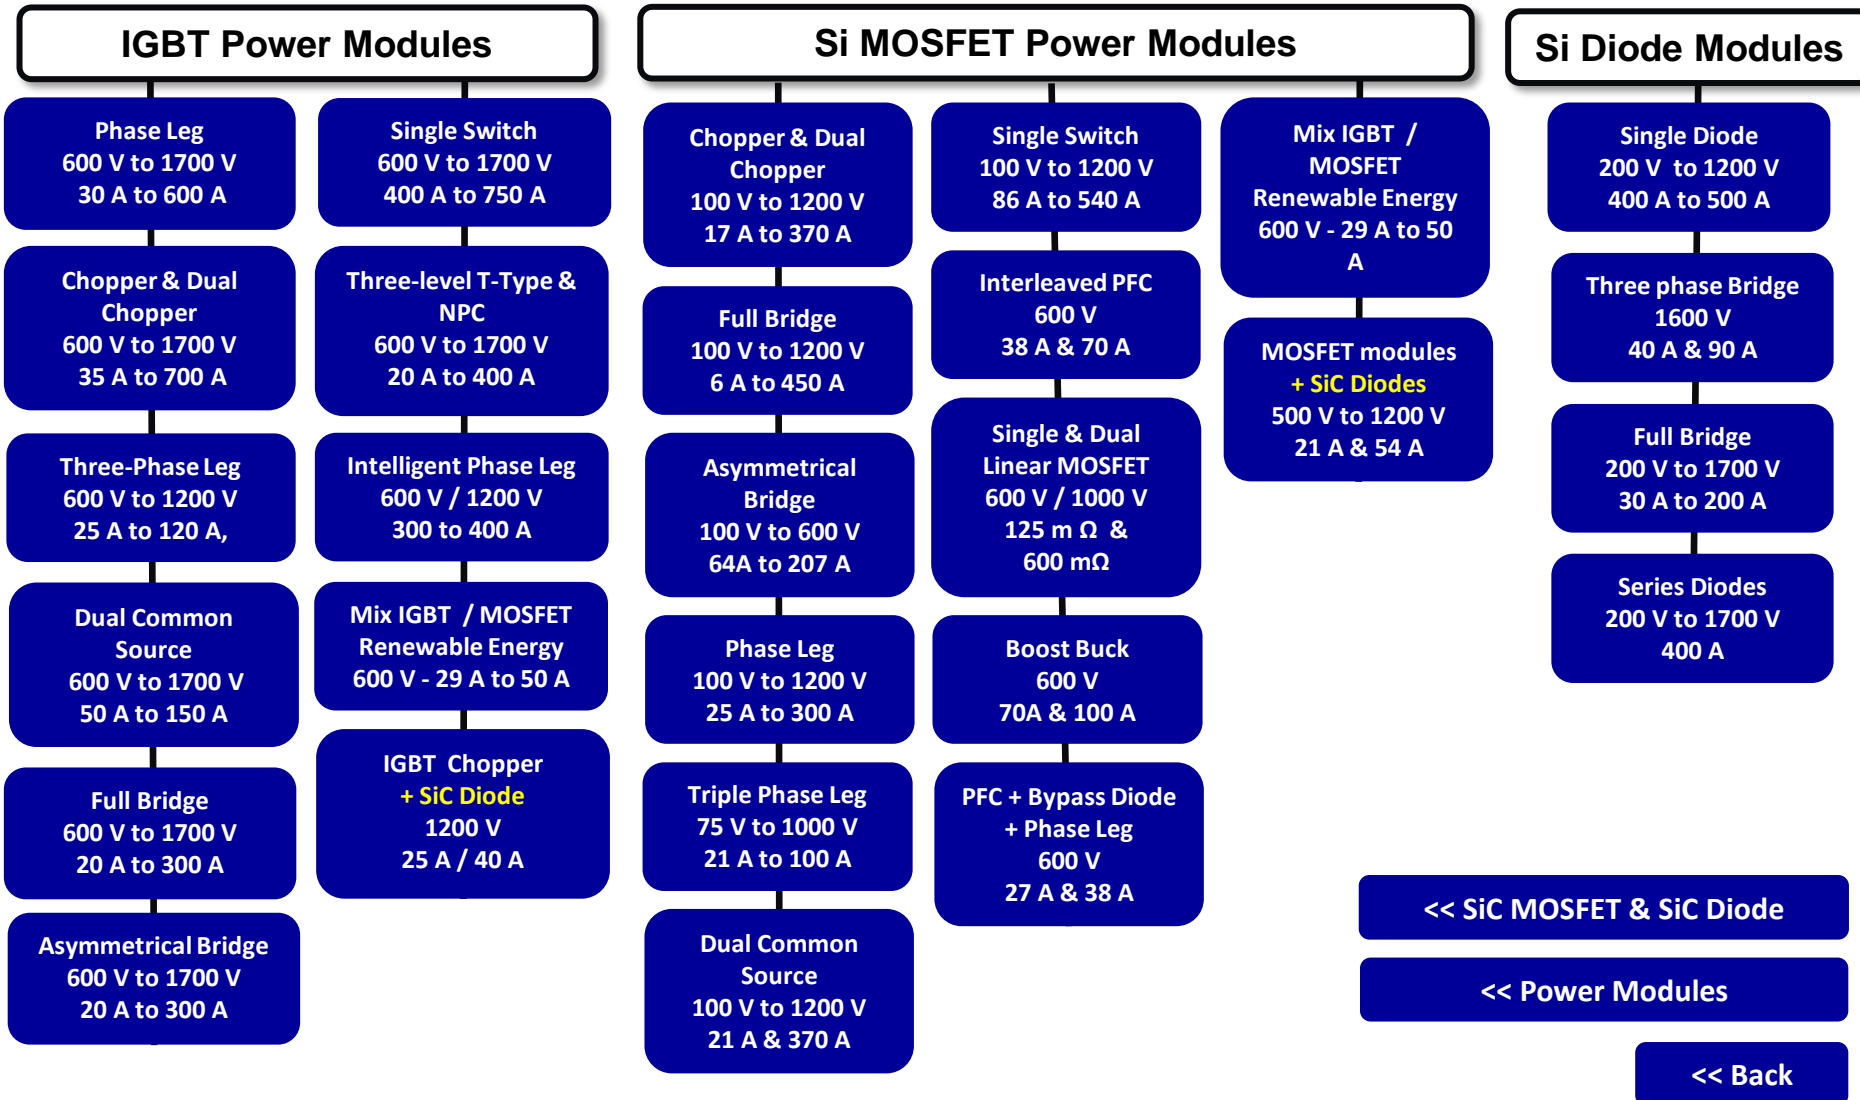 IGBT Power Modules
Phase Leg
600 V to 1700 V
30 A to 600 A
Chopper & Dual
Chopper
600 V to 1700 V
35 A to 700 A
Three-Phase Leg
600 V to 1200 V
25 A to 120 A,
Dual Common
Source
600 V to 1700 V
50 A to 150 A
Full Bridge
600 V to 1700 V
20 A to 300 A
Asymmetrical Bridge
600 V to 1700 V
20 A to 300 A
Single Switch
600 V to 1700 V
400 A to 750 A
Three-level T-Type &
NPC
600 V to 1700 V
20 A to 400 A
Intelligent Phase Leg
600 V / 1200 V
300 to 400 A
Mix IGBT / MOSFET
Renewable Energy
600 V - 29 A to 50 A
IGBT Chopper
+ SiC Diode
1200 V
25 A / 40 A
Si MOSFET Power Modules
Chopper & Dual
Chopper
100 V to 1200 V
17 A to 370 A
Full Bridge
100 V to 1200 V
6 A to 450 A
Asymmetrical
Bridge
100 V to 600 V
64A to 207 A
Phase Leg
100 V to 1200 V
25 A to 300 A
Triple Phase Leg
75 V to 1000 V
21 A to 100 A
Dual Common
Source
100 V to 1200 V
21 A & 370 A
Single Switch
100 V to 1200 V
86 A to 540 A
Interleaved PFC
600 V
38 A & 70 A
Single & Dual
Linear MOSFET
600 V / 1000 V
125 m Ω &
600 mΩ
Boost Buck
600 V
70A & 100 A
PFC + Bypass Diode
+ Phase Leg
600 V
27 A & 38 A
Mix IGBT /
MOSFET
Renewable Energy
600 V - 29 A to 50
A
MOSFET modules
+ SiC Diodes
500 V to 1200 V
21 A & 54 A
Si Diode Modules
Single Diode
200 V to 1200 V
400 A to 500 A
Three phase Bridge
1600 V
40 A & 90 A
Full Bridge
200 V to 1700 V
30 A to 200 A
Series Diodes
200 V to 1700 V
400 A
<< SiC MOSFET & SiC Diode
<< Power Modules
<< Back